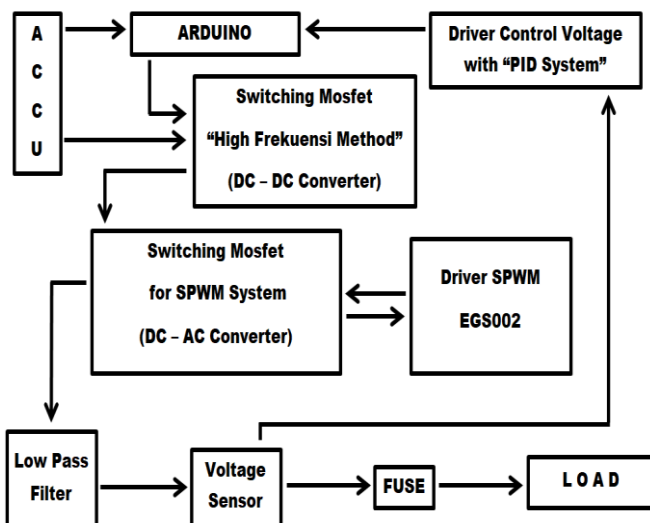 A
C
C
U
ARDUINO
Driver Control Voltage
with “PID System”
Switching Mosfet
“High Frekuensi Method”
(DC – DC Converter)
Switching Mosfet
for SPWM System
(DC – AC Converter)
Driver SPWM
EGS002
Low Pass
Filter
Voltage
Sensor
FUSE
L O A D